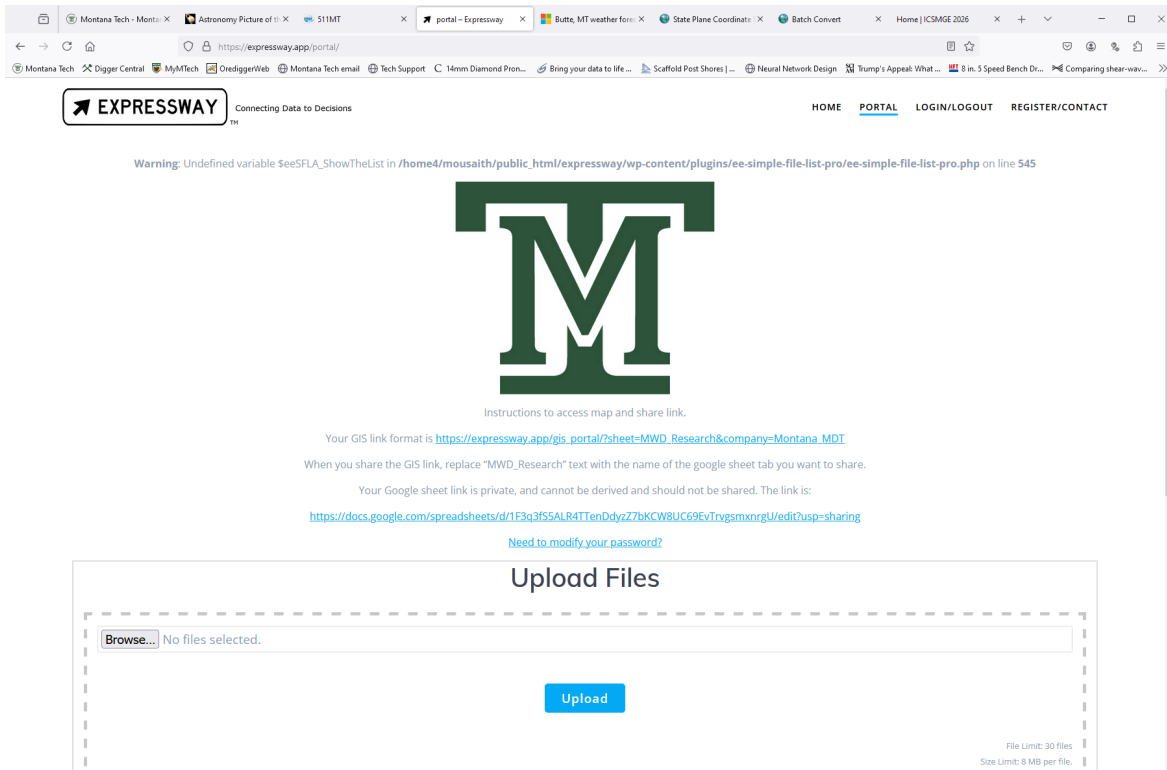 Montana Tech - Montan
Astronomy Picture of th
511MT
portal – Expressway
Butte, MT weather forec
State Plane Coordinate
Batch Convert
Home | ICSMGE 2026
https://expressway.app/portal/
Montana Tech
Digger Central
MyMTech
OrediggerWeb
Montana Tech email
Tech Support
14mm Diamond Pron...
Bring your data to life ...
Scaffold Post Shores | ...
Neural Network Design
Trump's Appeal: What ...
8 in. 5 Speed Bench Dr...
Comparing shear-wav...
EXPRESSWAY
TM
Connecting Data to Decisions
HOME PORTAL LOGIN/LOGOUT REGISTER/CONTACT
Warning: Undefined variable $eeSFLA_ShowTheList in /home4/mousaith/public_html/expressway/wp-content/plugins/ee-simple-file-list-pro/ee-simple-file-list-pro.php on line 545
MT
Instructions to access map and share link.
Your GIS link format is https://expressway.app/gis_portal/?sheet=MWD_Research&company=Montana_MDT
When you share the GIS link, replace “MWD_Research” text with the name of the google sheet tab you want to share.
Your Google sheet link is private, and cannot be derived and should not be shared. The link is:
https://docs.google.com/spreadsheets/d/1F3q3fS5ALR4TTenDdyzZ7bKCW8UC69EvTrvgsmxnrgU/edit?usp=sharing
Need to modify your password?
Upload Files
Browse... No files selected.
Upload
File Limit: 30 files
Size Limit: 8 MB per file.